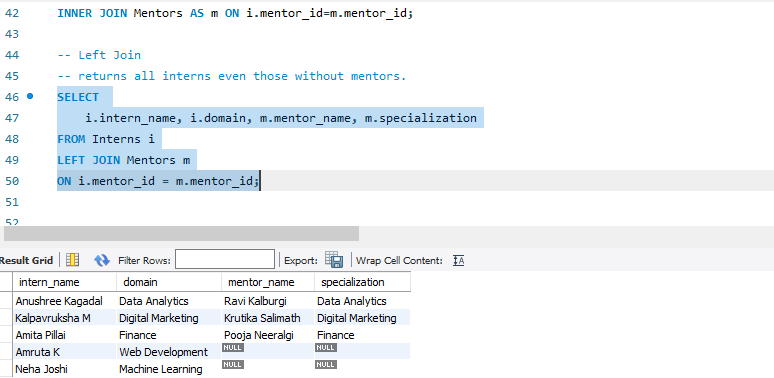 42 INNER JOIN Mentors AS m ON i.mentor_id=m.mentor_id;
43
44 -- Left Join
45 -- returns all interns even those without mentors.
46 SELECT
47 i.intern_name, i.domain, m.mentor_name, m.specialization
48 FROM Interns i
49 LEFT JOIN Mentors m
50 ON i.mentor_id = m.mentor_id;
51
52
Result Grid Filter Rows: Export: Wrap Cell Content: IA
intern_name domain mentor_name specialization
Anushree Kagadal Data Analytics Ravi Kalburgi Data Analytics
Kalpavruksha M Digital Marketing Krutika Salimath Digital Marketing
Amita Pillai Finance Pooja Neeralgi Finance
Amruta K Web Development NULL NULL
Neha Joshi Machine Learning NULL NULL